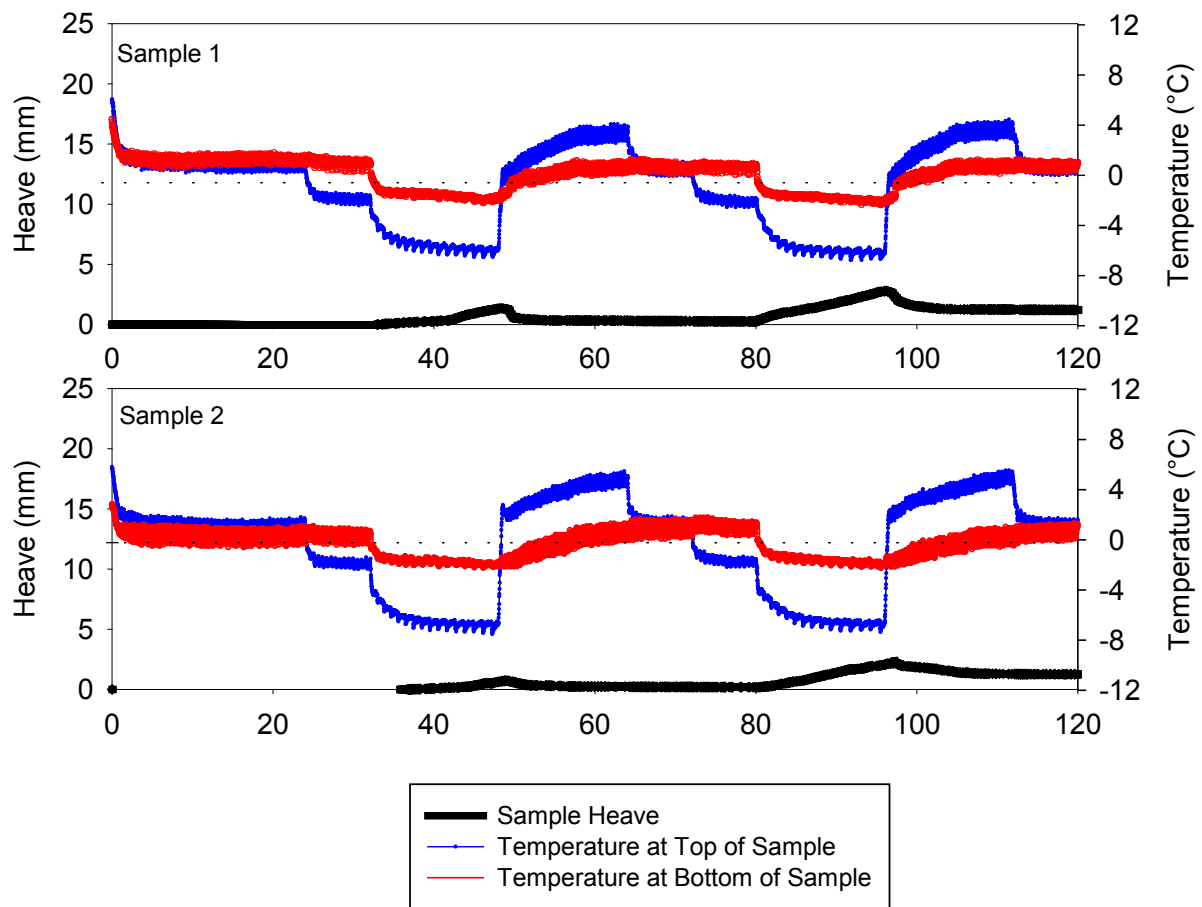 Sample 1
Heave (mm)
25
20
15
10
5
0
Temperature (°C)
12
8
4
0
-4
-8
-12
0 20 40 60 80 100 120
Sample 2
Heave (mm)
25
20
15
10
5
0
Temperature (°C)
12
8
4
0
-4
-8
-12
0 20 40 60 80 100 120
Sample Heave
Temperature at Top of Sample
Temperature at Bottom of Sample